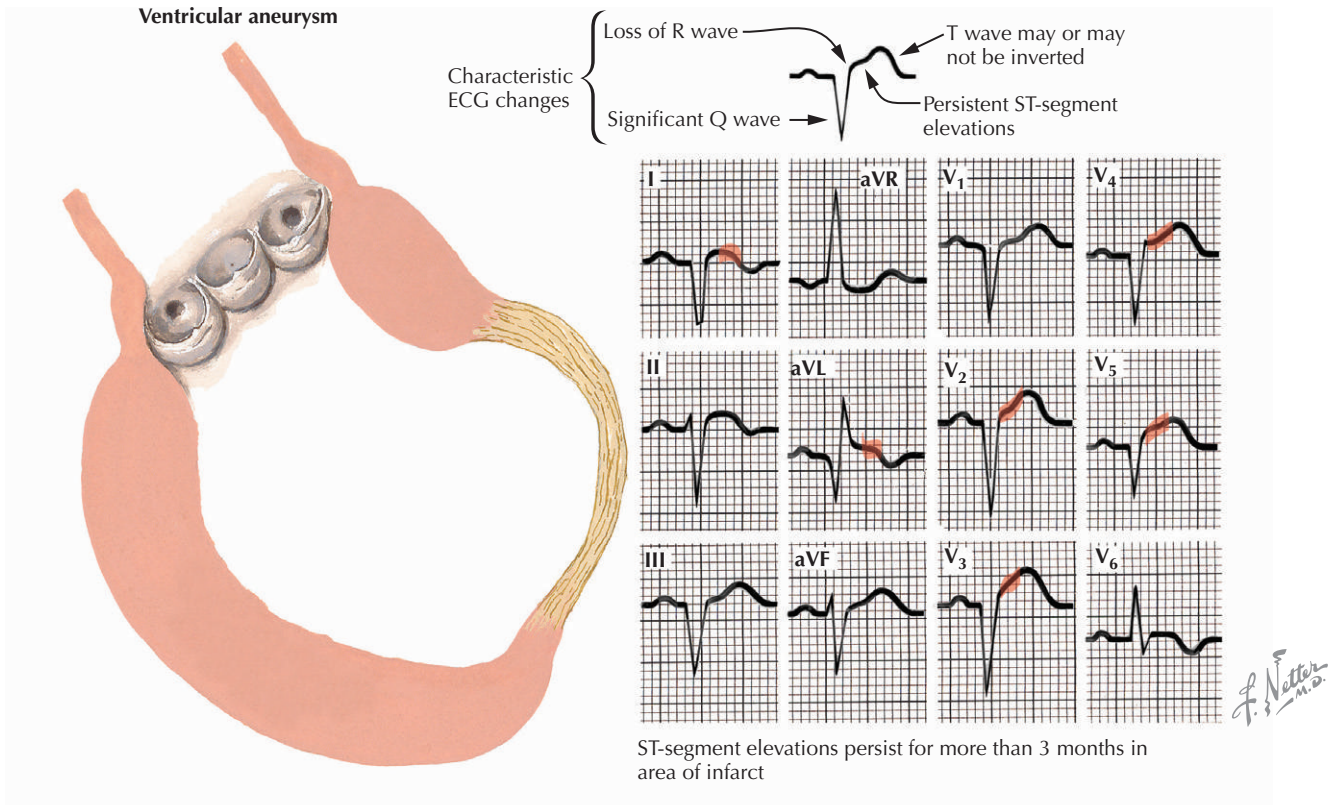 Ventricular aneurysm
Characteristic
ECG changes
Loss of R wave
Significant Q wave
T wave may or may
not be inverted
Persistent ST-segment
elevations
I
aVR
V1
V4
II
aVL
V2
V5
III
aVF
V3
V6
ST-segment elevations persist for more than 3 months in
area of infarct
F. Netter
M.D.